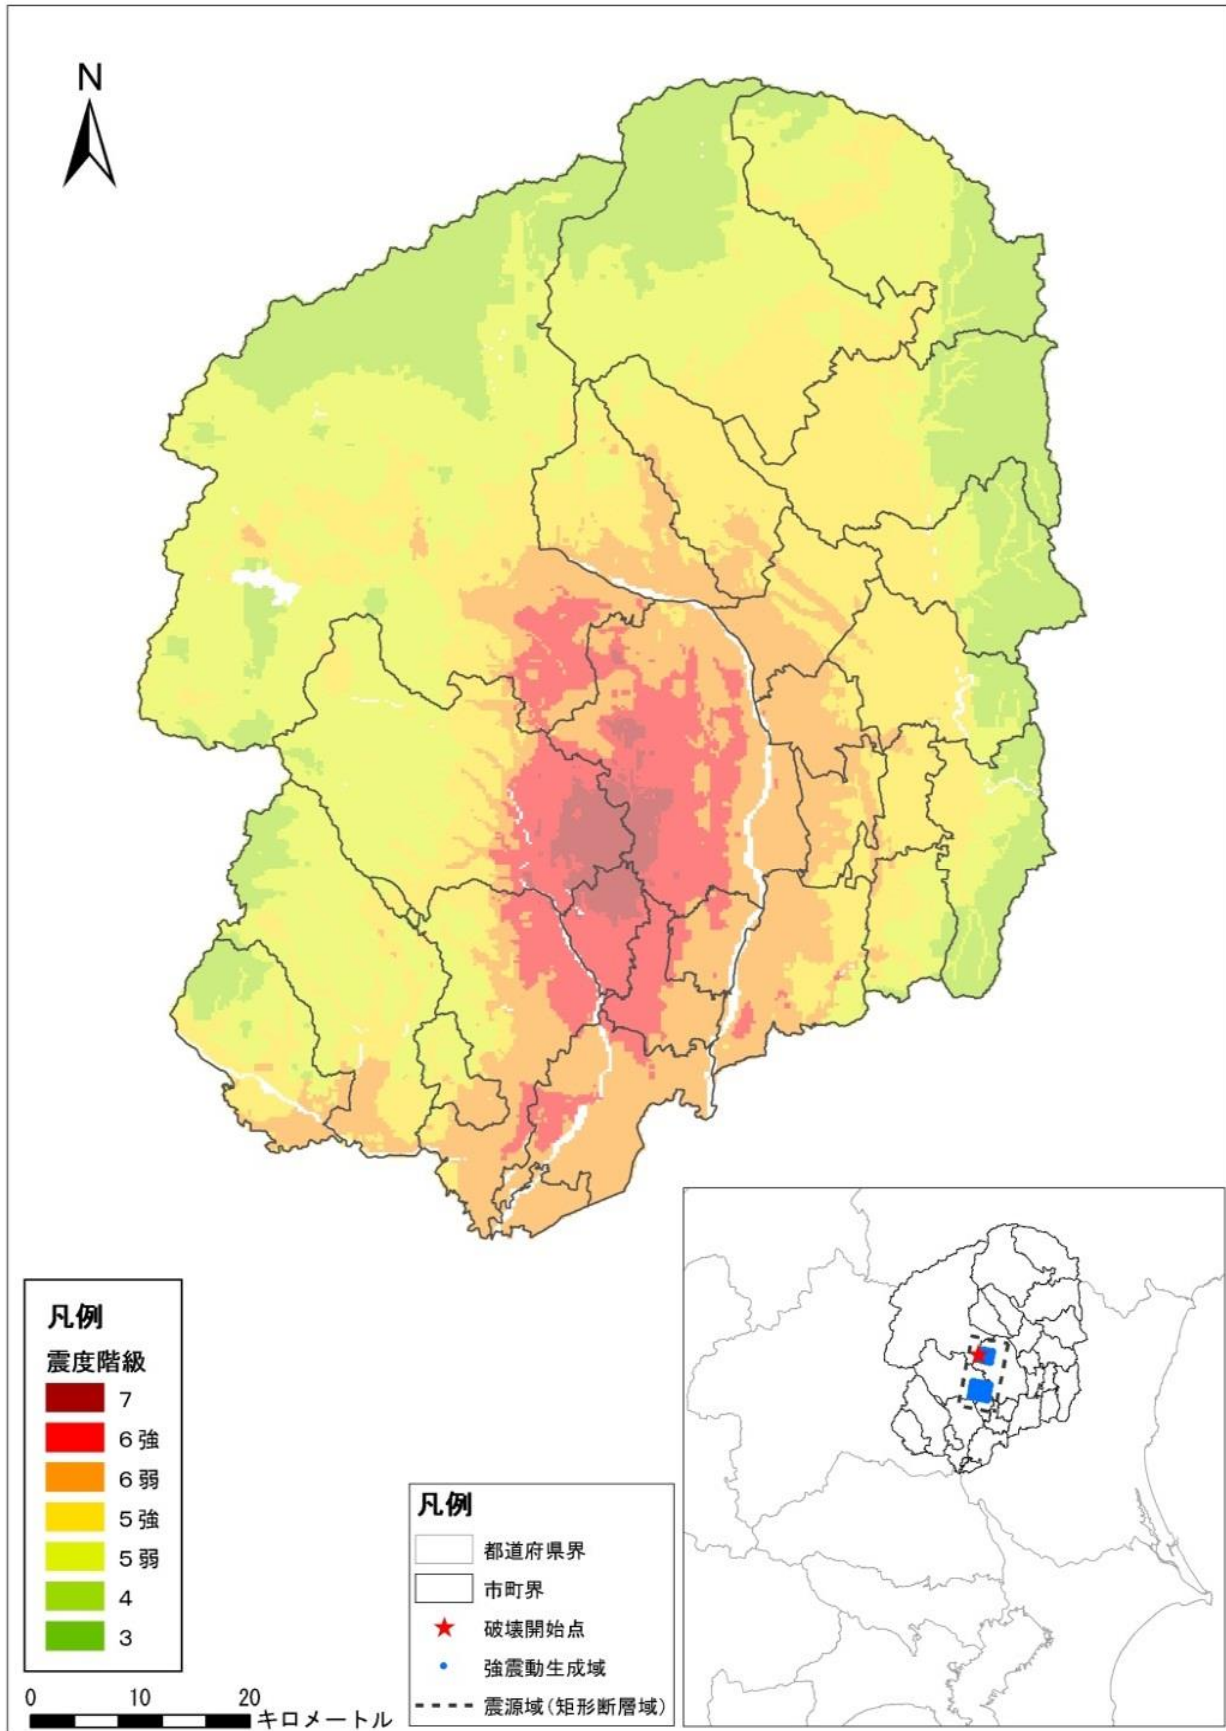 N
凡例
震度階級
7
6強
6弱
5強
5弱
4
3
0 10 20
キロメートル
凡例
都道府県界
市町界
破壊開始点
強震動生成域
震源域(矩形断層域)